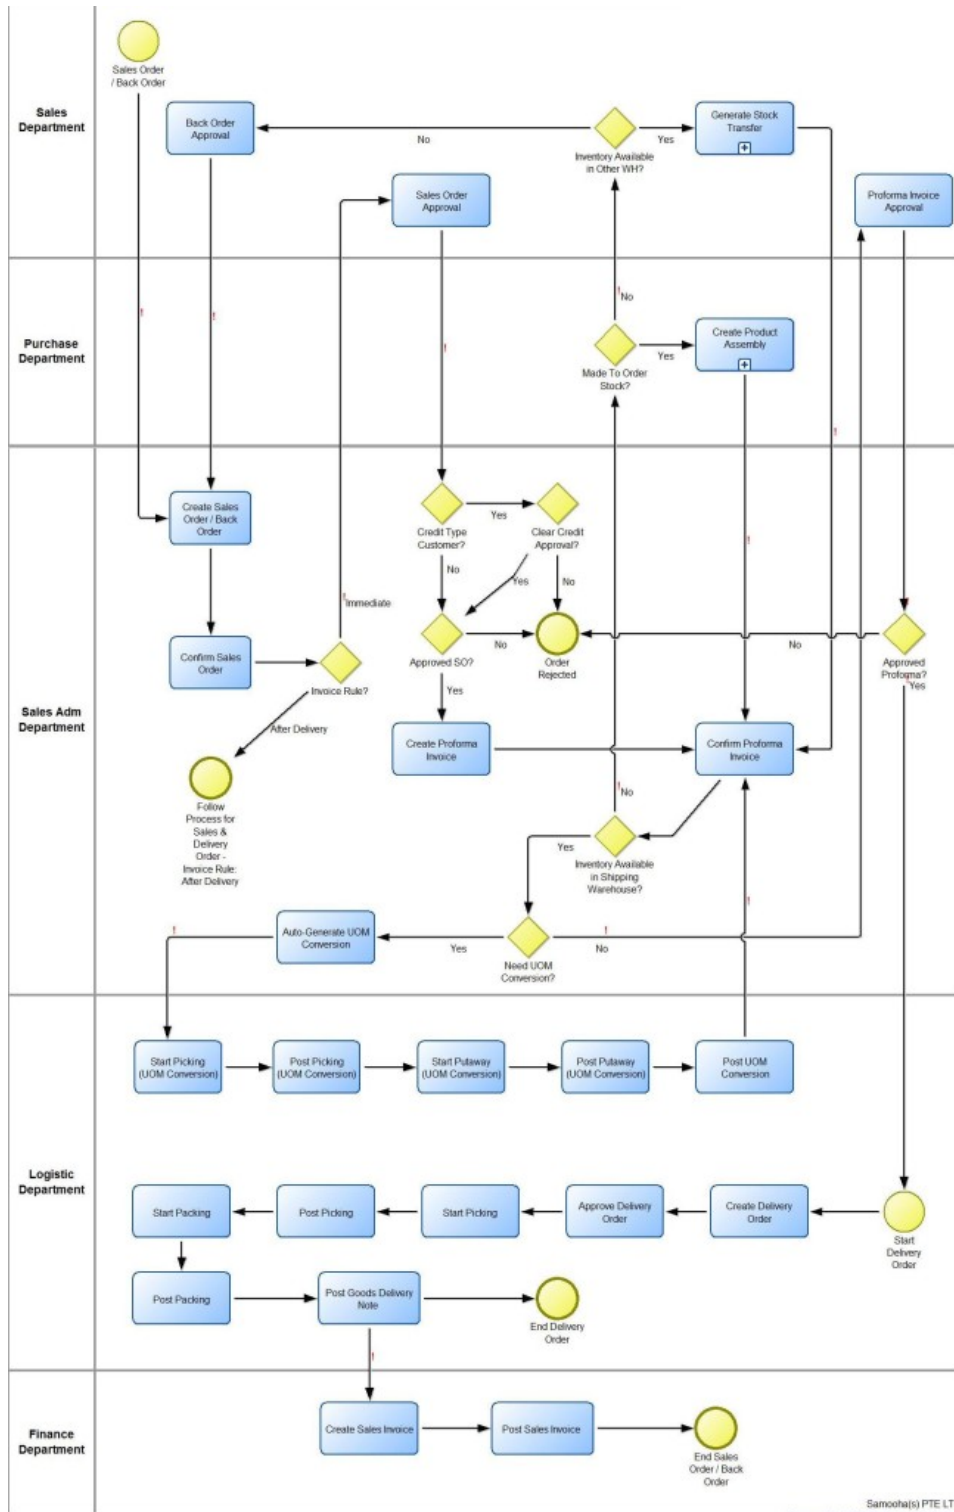 Sales Order
/ Back Order
Sales
Department
Back Order
Approval
No
Inventory Available
in Other WH?
Yes
Generate Stock
Transfer
Sales Order
Approval
Proforma Invoice
Approval
!
!
!
!No
Purchase
Department
Made To Order
Stock?
Yes
Create Product
Assembly
!
Create Sales
Order / Back
Order
Credit Type
Customer?
Yes
Clear Credit
Approval?
!
No
Yes
No
!Immediate
!
Confirm Sales
Order
Invoice Rule?
Approved SO?
No
Order
Rejected
No
Approved
Proforma?
!Yes
Yes
Sales Adm
Department
After Delivery
Create Proforma
Invoice
Confirm Proforma
Invoice
Follow
Process for
Sales &
Delivery
Order -
Invoice Rule:
After Delivery
!No
Yes
Inventory Available
in Shipping
Warehouse?
!
!
Auto-Generate UOM
Conversion
Yes
Need UOM
Conversion?
!
No
Start Picking
(UOM Conversion)
Post Picking
(UOM Conversion)
Start Putaway
(UOM Conversion)
Post Putaway
(UOM Conversion)
Post UOM
Conversion
Logistic
Department
Start Packing
Post Picking
Start Picking
Approve Delivery
Order
Create Delivery
Order
Start
Delivery
Order
Post Packing
Post Goods Delivery
Note
End Delivery
Order
!
Finance
Department
Create Sales Invoice
Post Sales Invoice
End Sales
Order / Back
Order
Samooha(s) PTE LT